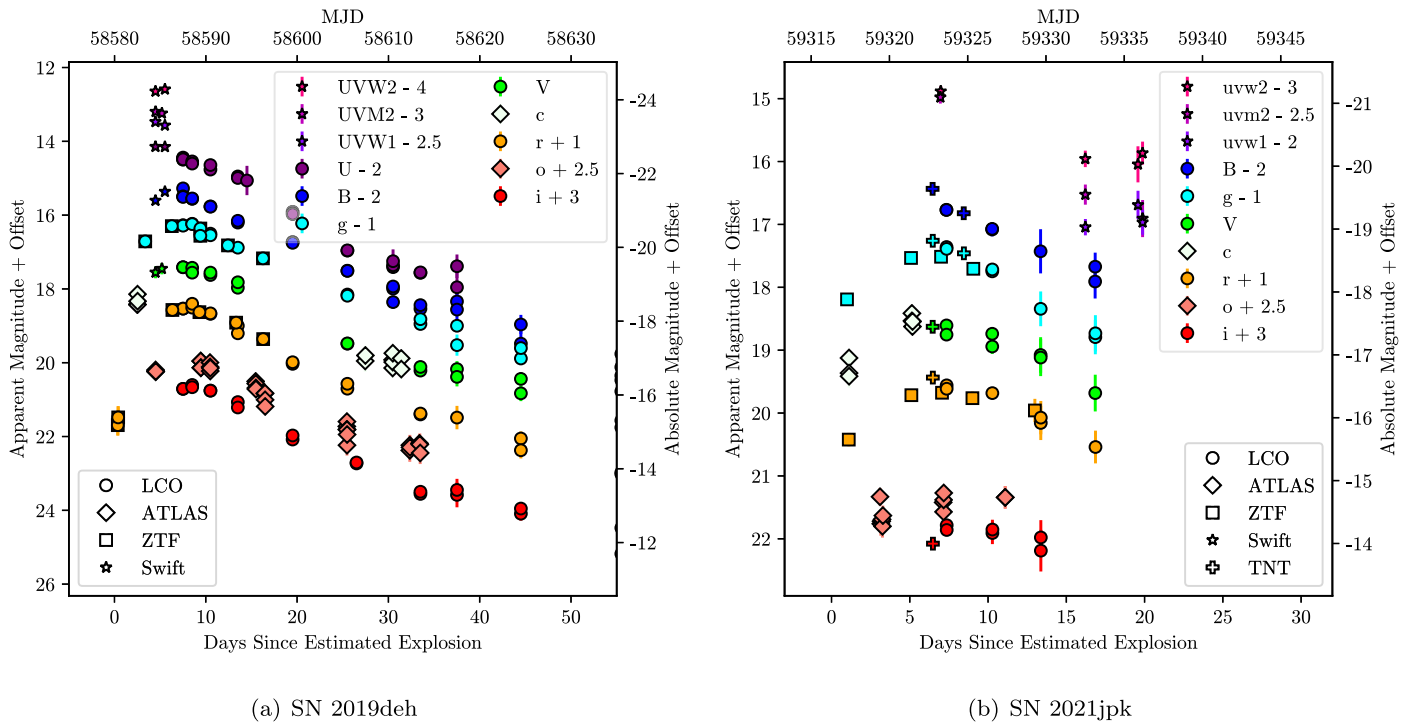 MJD
58580 58590 58600 58610 58620 58630
12
14
16
18
20
22
24
26
Apparent Magnitude + Offset
-24
-22
-20
-18
-16
-14
-12
Absolute Magnitude + Offset
UVW2 - 4
UVM2 - 3
UVW1 - 2.5
U - 2
B - 2
g - 1
V
c
r + 1
o + 2.5
i + 3
LCO
ATLAS
ZTF
Swift
0 10 20 30 40 50
Days Since Estimated Explosion
(a) SN 2019deh
MJD
59315 59320 59325 59330 59335 59340 59345
15
16
17
18
19
20
21
22
Apparent Magnitude + Offset
-21
-20
-19
-18
-17
-16
-15
-14
Absolute Magnitude + Offset
uvw2 - 3
uvm2 - 2.5
uvw1 - 2
B - 2
g - 1
V
c
r + 1
o + 2.5
i + 3
LCO
ATLAS
ZTF
Swift
TNT
0 5 10 15 20 25 30
Days Since Estimated Explosion
(b) SN 2021jpk